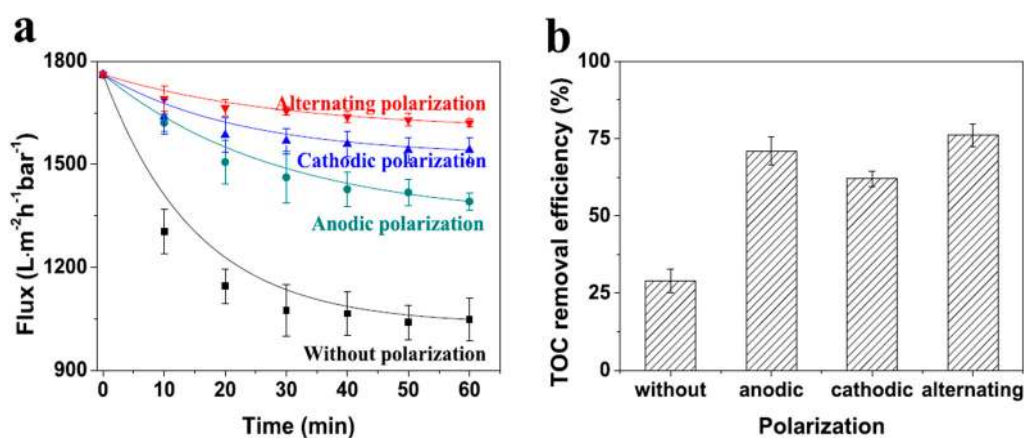 a
1800
1500
1200
900
Flux (L·m⁻²h⁻¹bar⁻¹)
Alternating polarization
Cathodic polarization
Anodic polarization
Without polarization
0 10 20 30 40 50 60
Time (min)
b
100
75
50
25
0
TOC removal efficiency (%)
without anodic cathodic alternating
Polarization